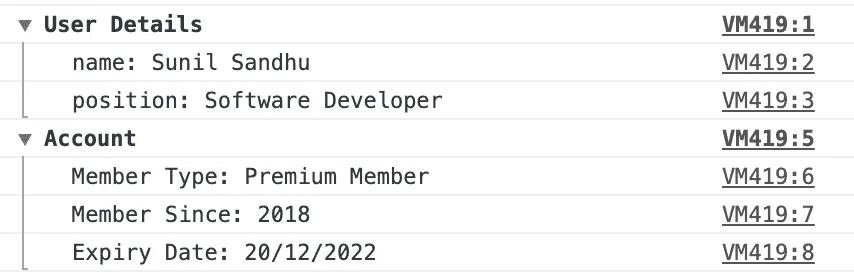 User Details VM419:1
name: Sunil Sandhu VM419:2
position: Software Developer VM419:3
Account VM419:5
Member Type: Premium Member VM419:6
Member Since: 2018 VM419:7
Expiry Date: 20/12/2022 VM419:8